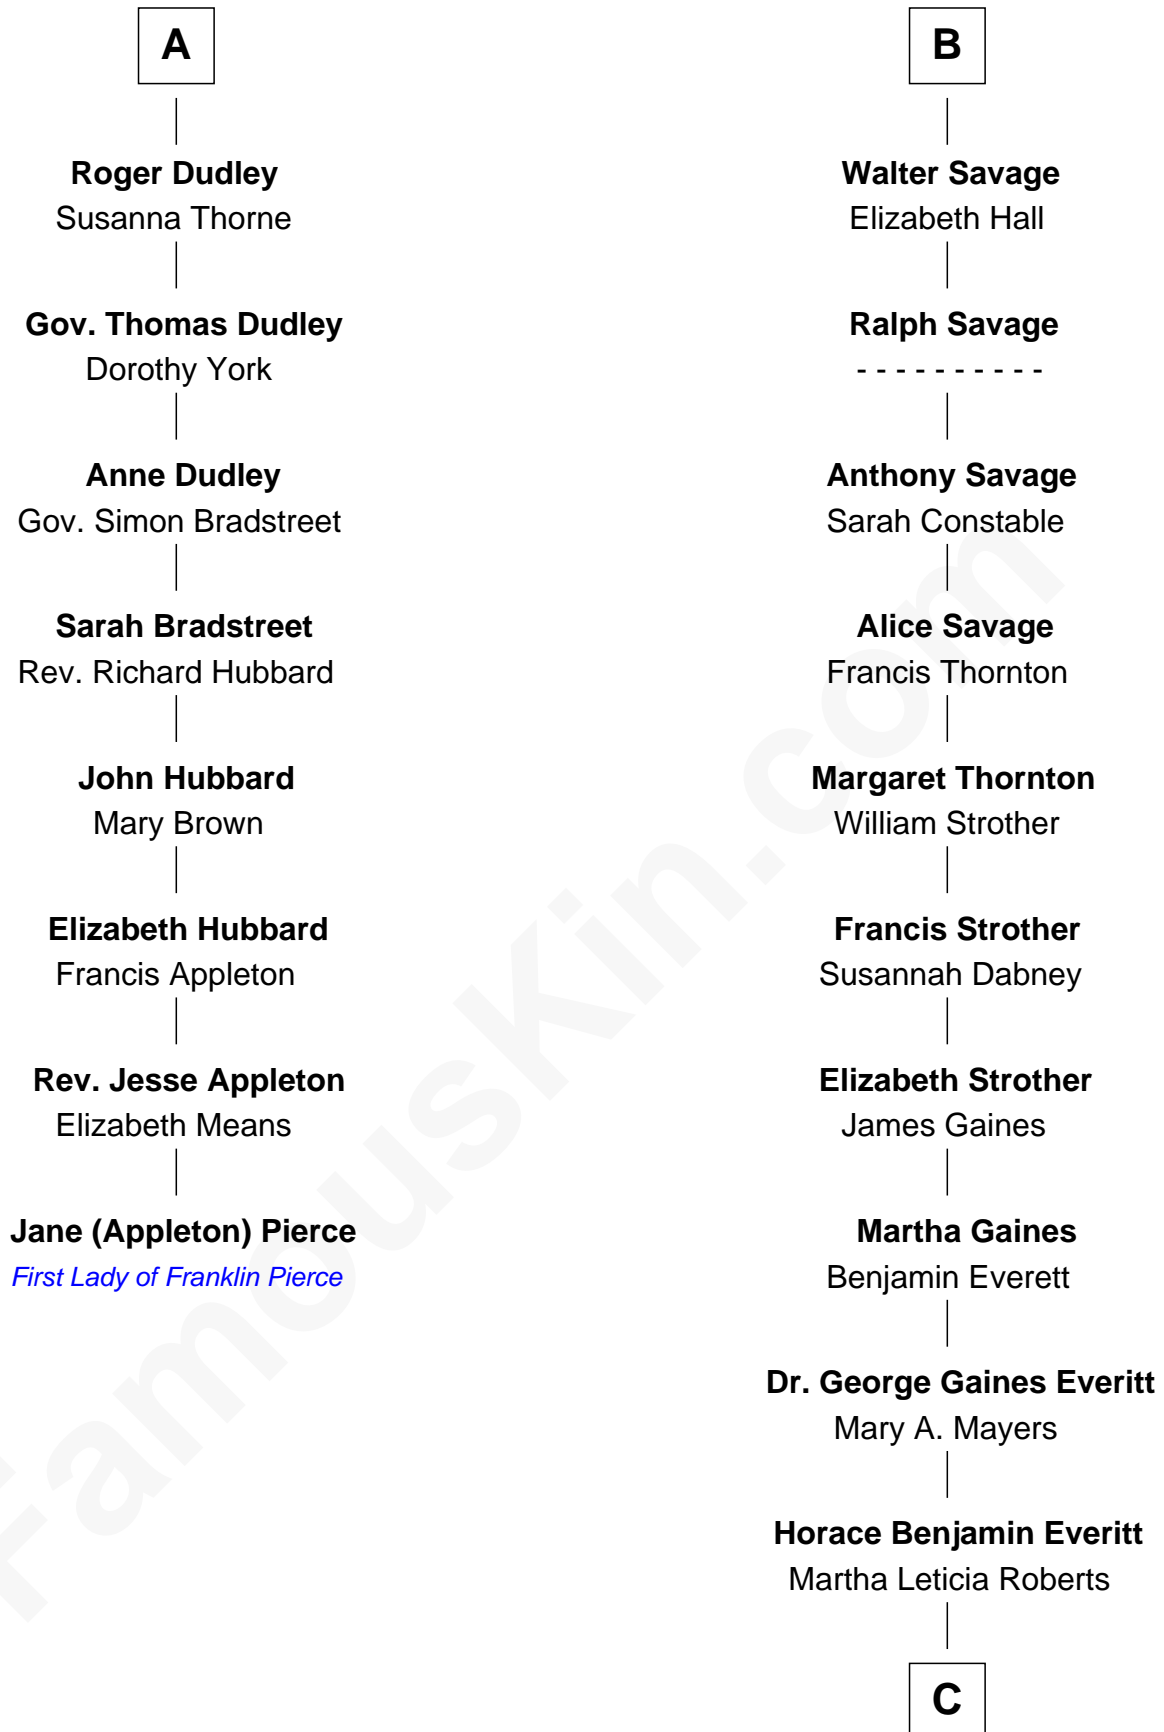 A
Roger Dudley
Susanna Thorne
Gov. Thomas Dudley
Dorothy York
Anne Dudley
Gov. Simon Bradstreet
Sarah Bradstreet
Rev. Richard Hubbard
John Hubbard
Mary Brown
Elizabeth Hubbard
Francis Appleton
Rev. Jesse Appleton
Elizabeth Means
Jane (Appleton) Pierce
First Lady of Franklin Pierce
B
Walter Savage
Elizabeth Hall
Ralph Savage
- - - - - - - - - -
Anthony Savage
Sarah Constable
Alice Savage
Francis Thornton
Margaret Thornton
William Strother
Francis Strother
Susannah Dabney
Elizabeth Strother
James Gaines
Martha Gaines
Benjamin Everett
Dr. George Gaines Everitt
Mary A. Mayers
Horace Benjamin Everitt
Martha Leticia Roberts
C
FamousKin.com